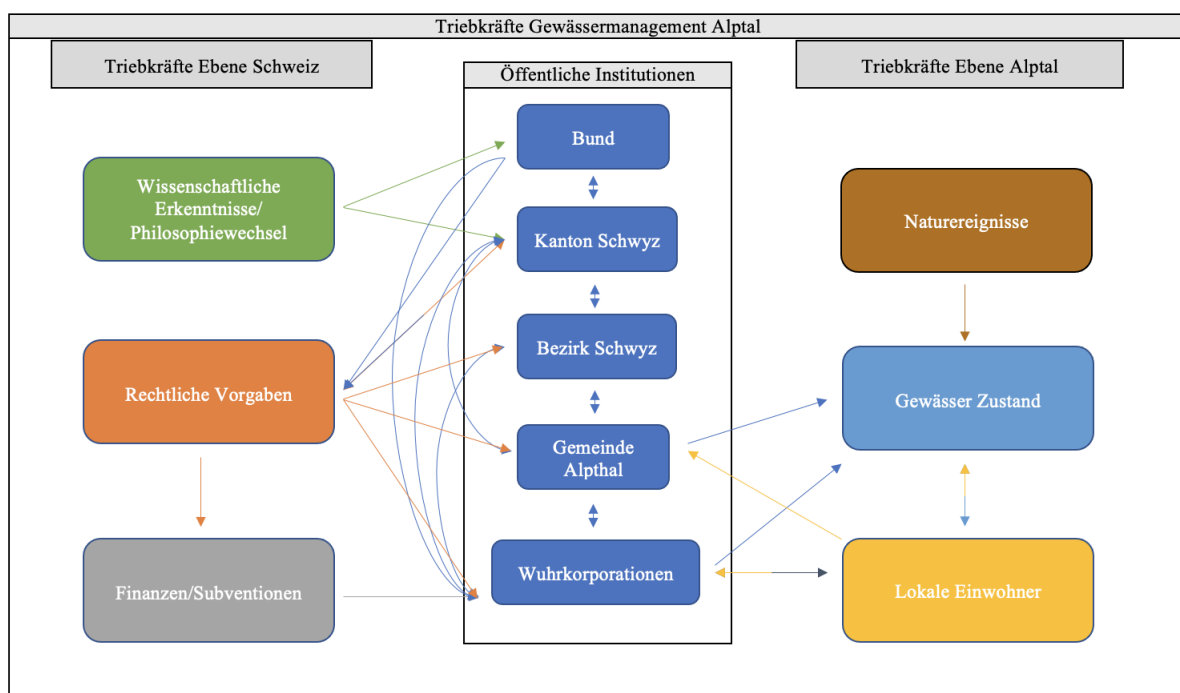 Triebkräfte Gewässermanagement Alptal
Triebkräfte Ebene Schweiz
Öffentliche Institutionen
Triebkräfte Ebene Alptal
Wissenschaftliche
Erkenntnisse/
Philosophiewechsel
Rechtliche Vorgaben
Finanzen/Subventionen
Bund
Kanton Schwyz
Bezirk Schwyz
Gemeinde
Alpthal
Wuhrkorporationen
Naturereignisse
Gewässer Zustand
Lokale Einwohner